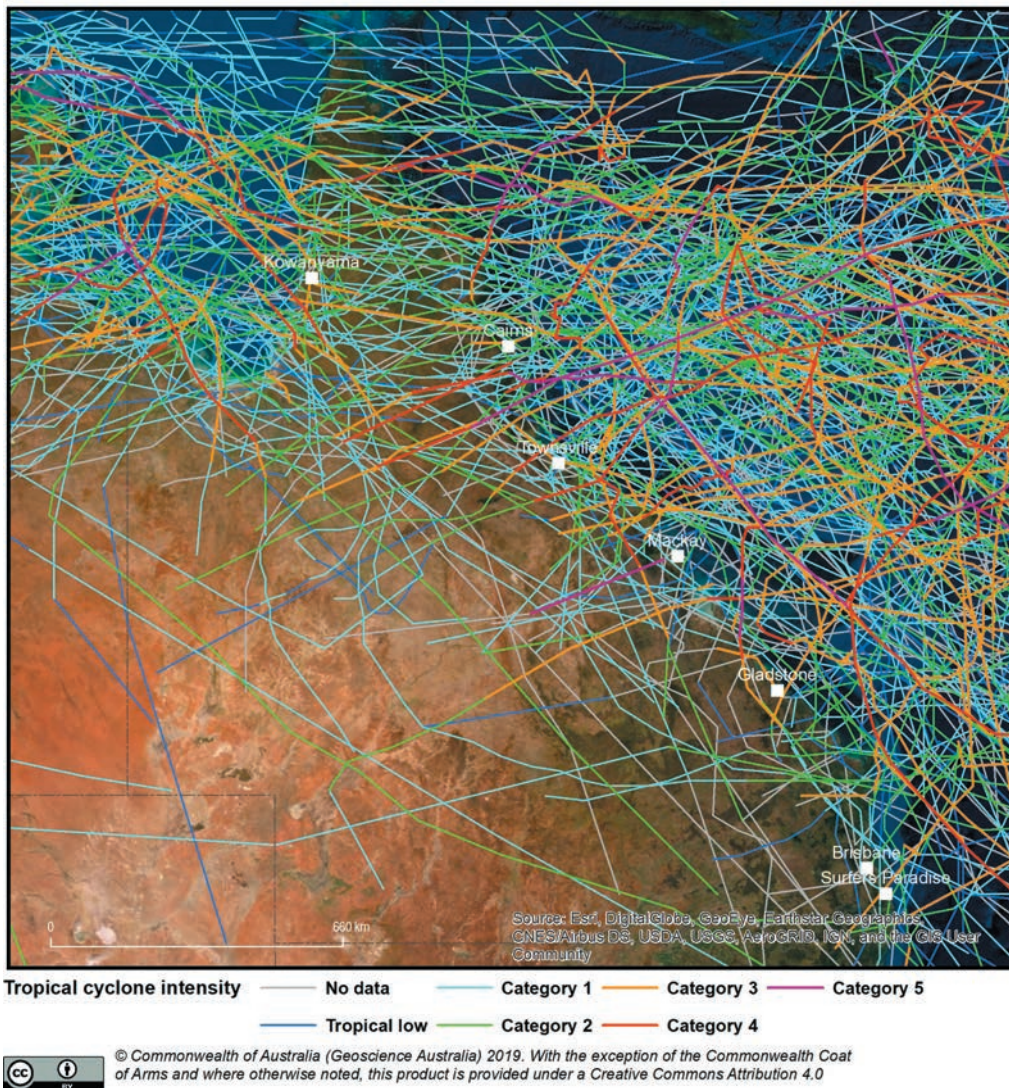 Kowanyama
Cairns
Townsville
Mackay
Gladstone
Brisbane
Surfers Paradise
0 660 km
Source: Esri, DigitalGlobe, GeoEye, Earthstar Geographics,
CNES/Airbus DS, USDA, USGS, AeroGRID, IGN, and the GIS User
Community
Tropical cyclone intensity No data Category 1 Category 3 Category 5
Tropical low Category 2 Category 4
cc BY
© Commonwealth of Australia (Geoscience Australia) 2019. With the exception of the Commonwealth Coat
of Arms and where otherwise noted, this product is provided under a Creative Commons Attribution 4.0